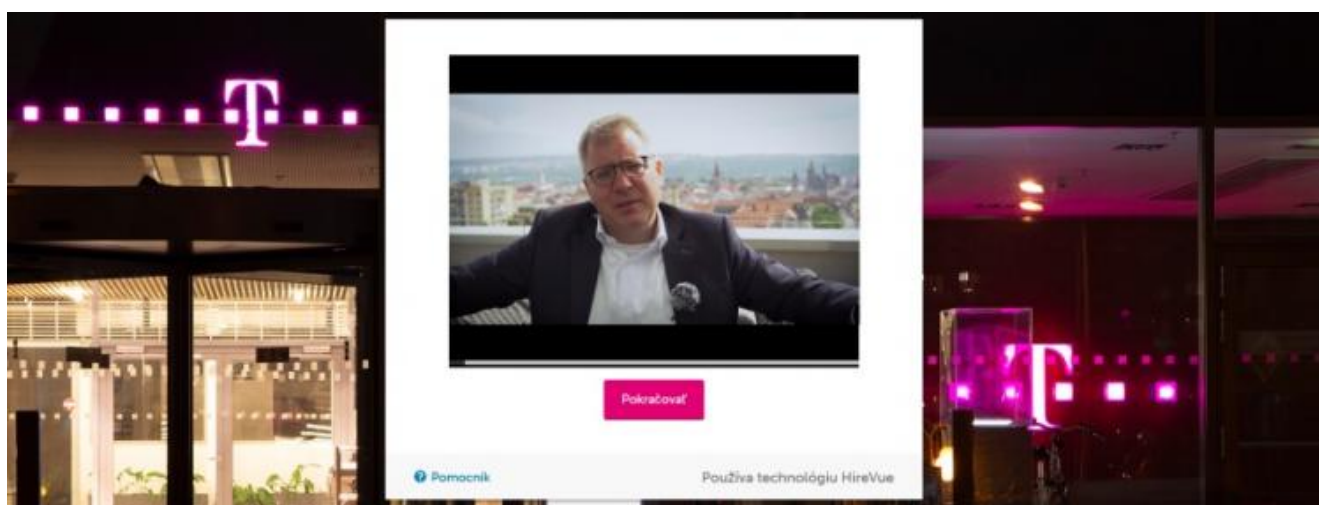 T
Pokračovať
T
Pomocník
Používa technológiu HireVue